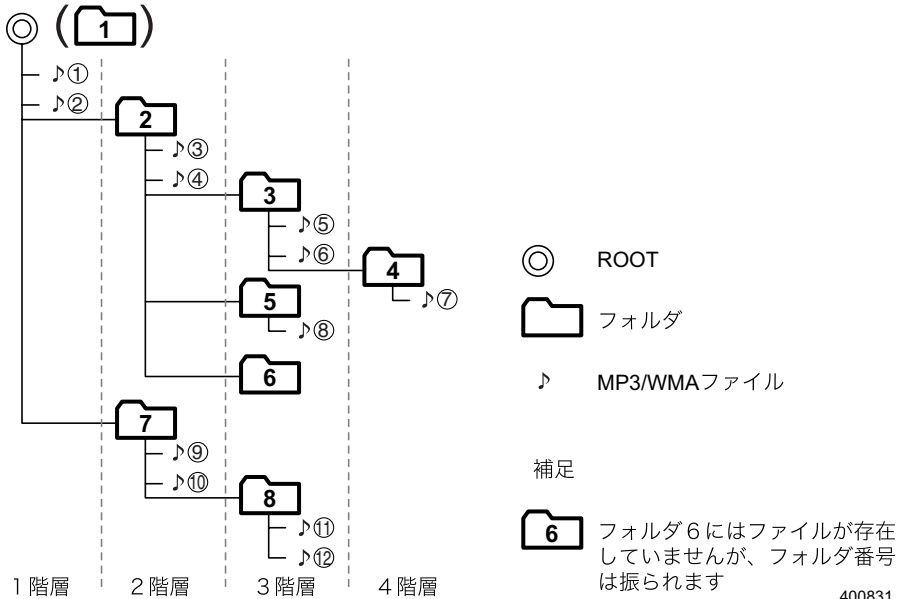 (1)
♪①
♪②
2
♪③
♪④
3
♪⑤
♪⑥
4
♪⑦
5
♪⑧
6
7
♪⑨
♪⑩
8
♪⑪
♪⑫
1階層 2階層 3階層 4階層
ROOT
フォルダ
♪ MP3/WMAファイル
補足
6 フォルダ6にはファイルが存在
していませんが、フォルダ番号
は振られます
400831